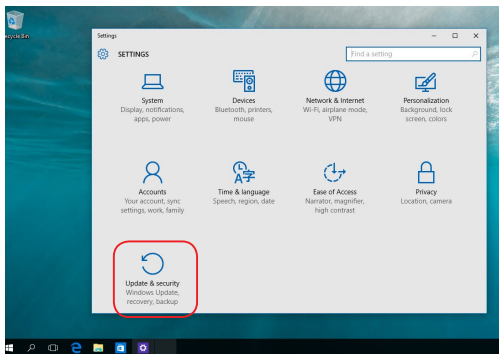 Recycle Bin
Settings
SETTINGS
Find a setting
System
Display, notifications,
apps, power
Devices
Bluetooth, printers,
mouse
Network & Internet
Wi-Fi, airplane mode,
VPN
Personalization
Background, lock
screen, colors
Accounts
Your account, sync
settings, work, family
Time & language
Speech, region, date
Ease of Access
Narrator, magnifier,
high contrast
Privacy
Location, camera
Update & security
Windows Update,
recovery, backup